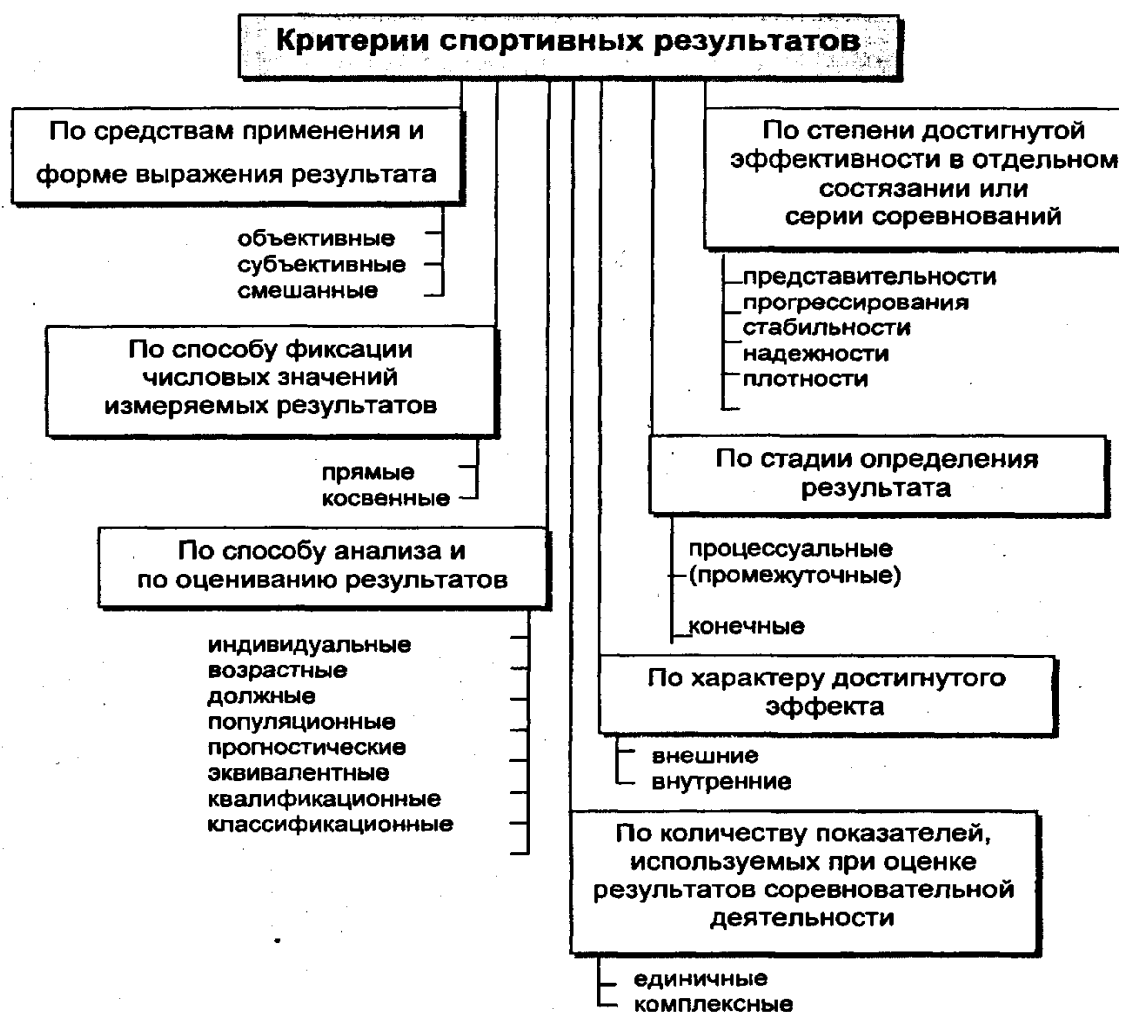 Критерии спортивных результатов
По средствам применения и
форме выражения результата
объективные
субъективные
смешанные
По способу фиксации
числовых значений
измеряемых результатов
прямые
косвенные
По способу анализа и
по оцениванию результатов
индивидуальные
возрастные
должные
популяционные
прогностические
эквивалентные
квалификационные
классификационные
По степени достигнутой
эффективности в отдельном
состязании или
серии соревнований
представительности
прогрессирования
стабильности
надежности
плотности
По стадии определения
результата
процессуальные
(промежуточные)
конечные
По характеру достигнутого
эффекта
внешние
внутренние
По количеству показателей,
используемых при оценке
результатов соревновательной
деятельности
единичные
комплексные